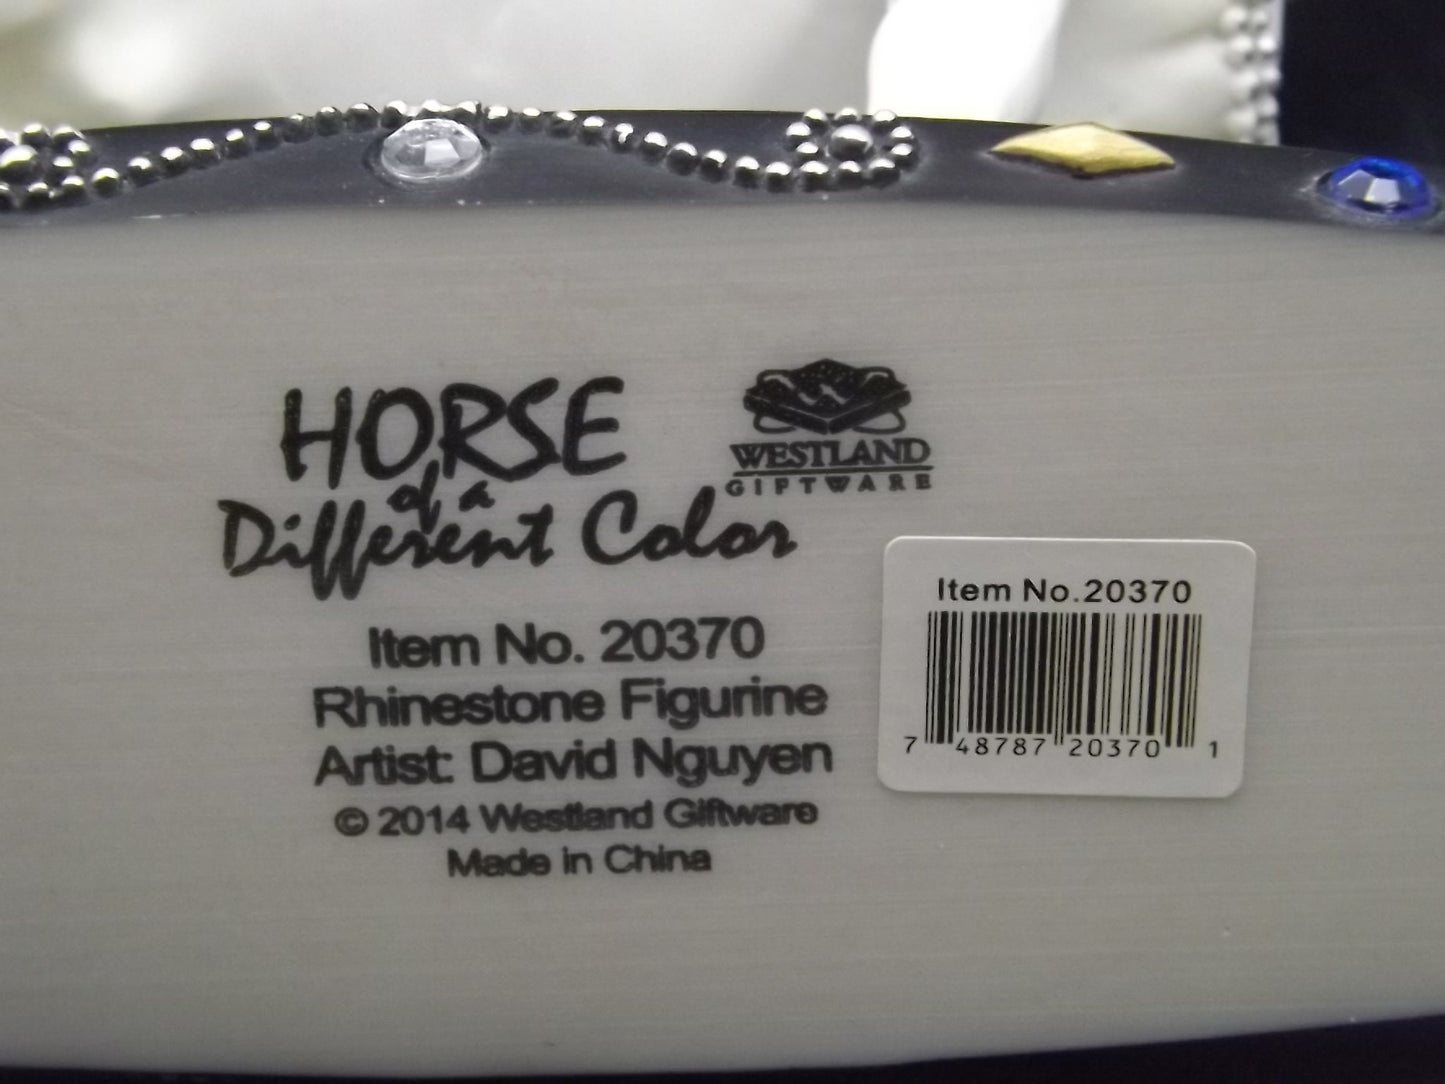 HORSE
of a
Different Color
WESTLAND
GIFTWARE
Item No. 20370
Rhinestone Figurine
Artist: David Nguyen
© 2014 Westland Giftware
Made in China
Item No.20370
7 48787 20370 1